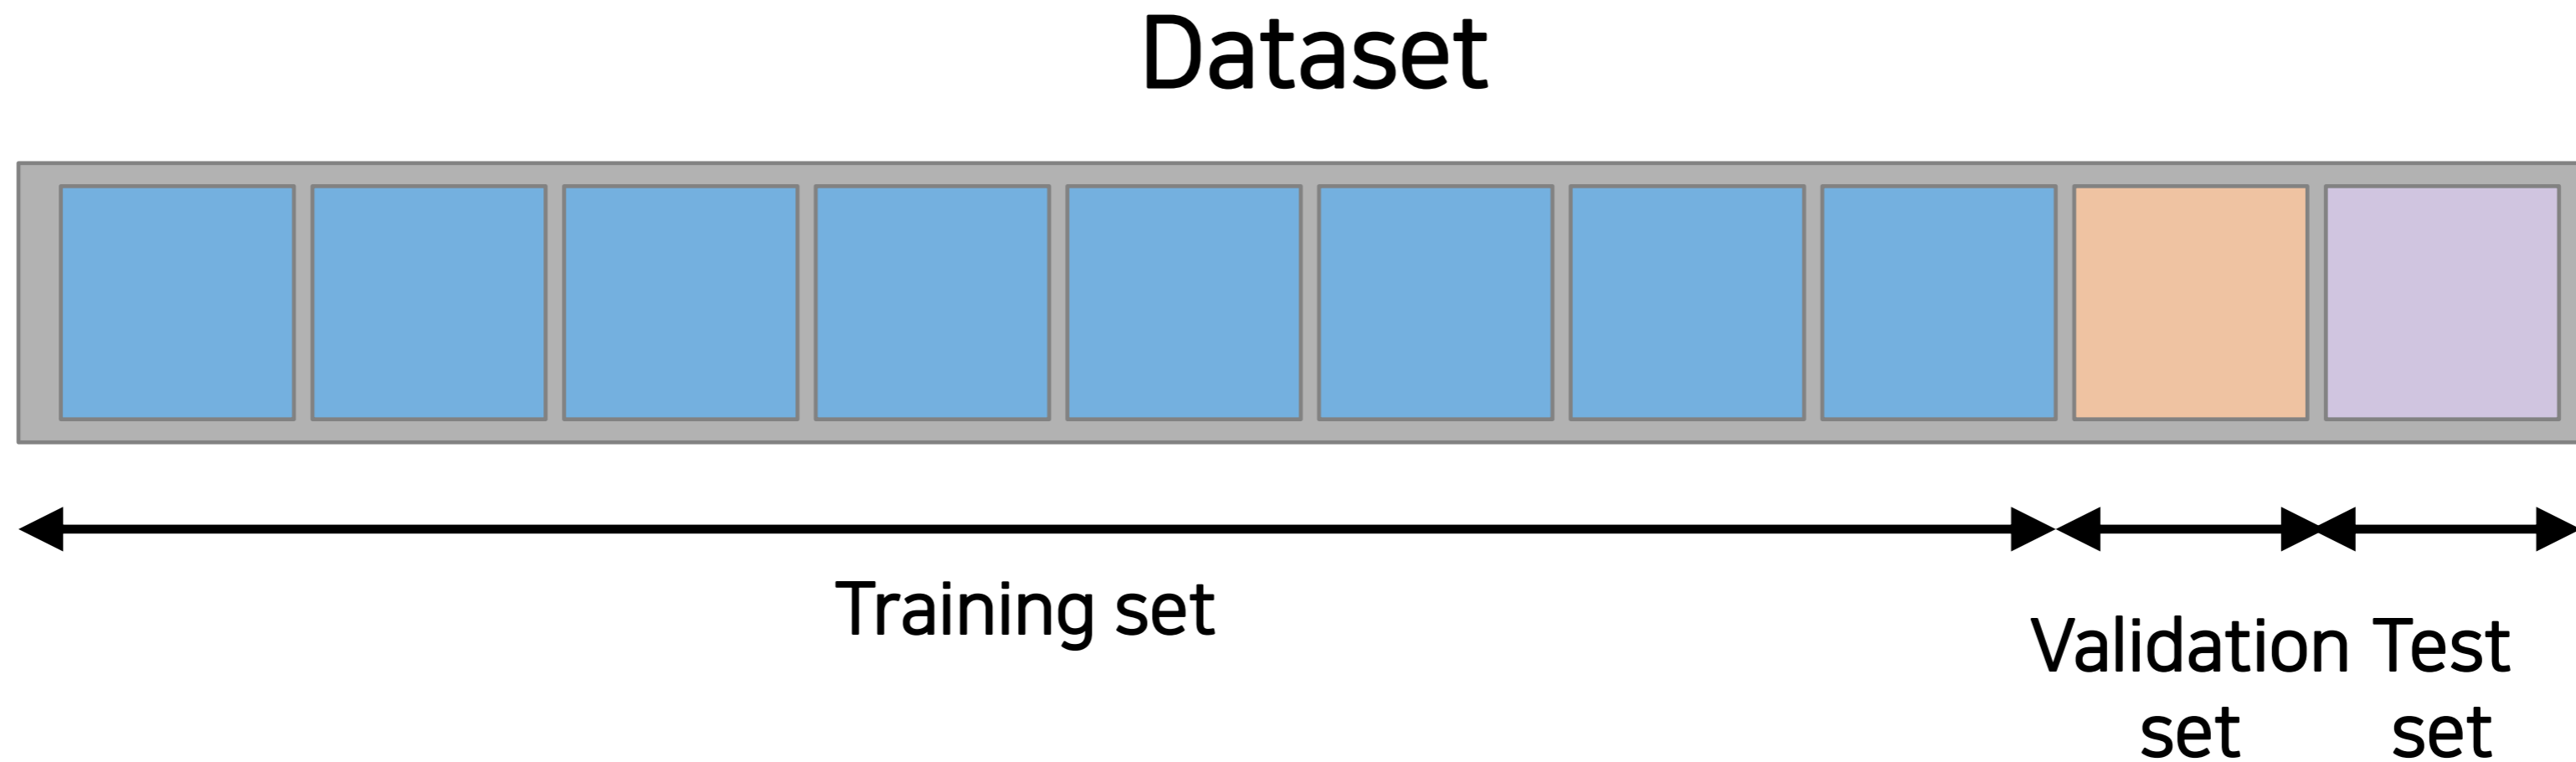 Dataset
Training set
Validation
set
Test
set